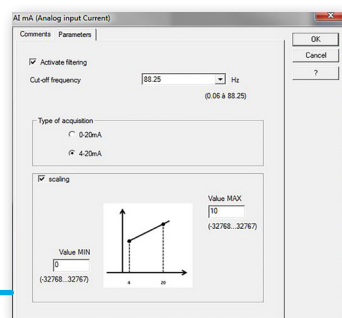 AI mA (Analog input Current)
Comments Parameters
OK
Cancel
?
Activate filtering
Cut-off frequency 88.25 Hz
(0.06 à 88.25)
Type of acquisition
0-20mA
4-20mA
scaling
Value MAX
10
(-32768...32767)
Value MIN
0
(-32768...32767)
4 20